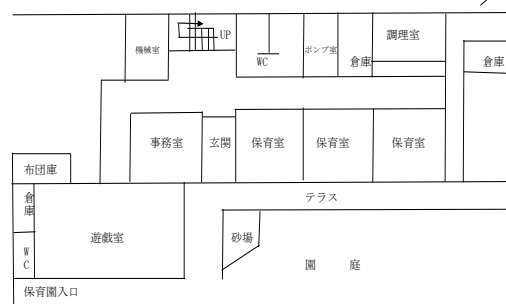 調理室
機械室
UP
ポンプ室
WC
倉庫
倉庫
事務室
玄関
保育室
保育室
保育室
布団庫
倉庫
テラス
遊戯室
砂場
WC
園 庭
保育園入口